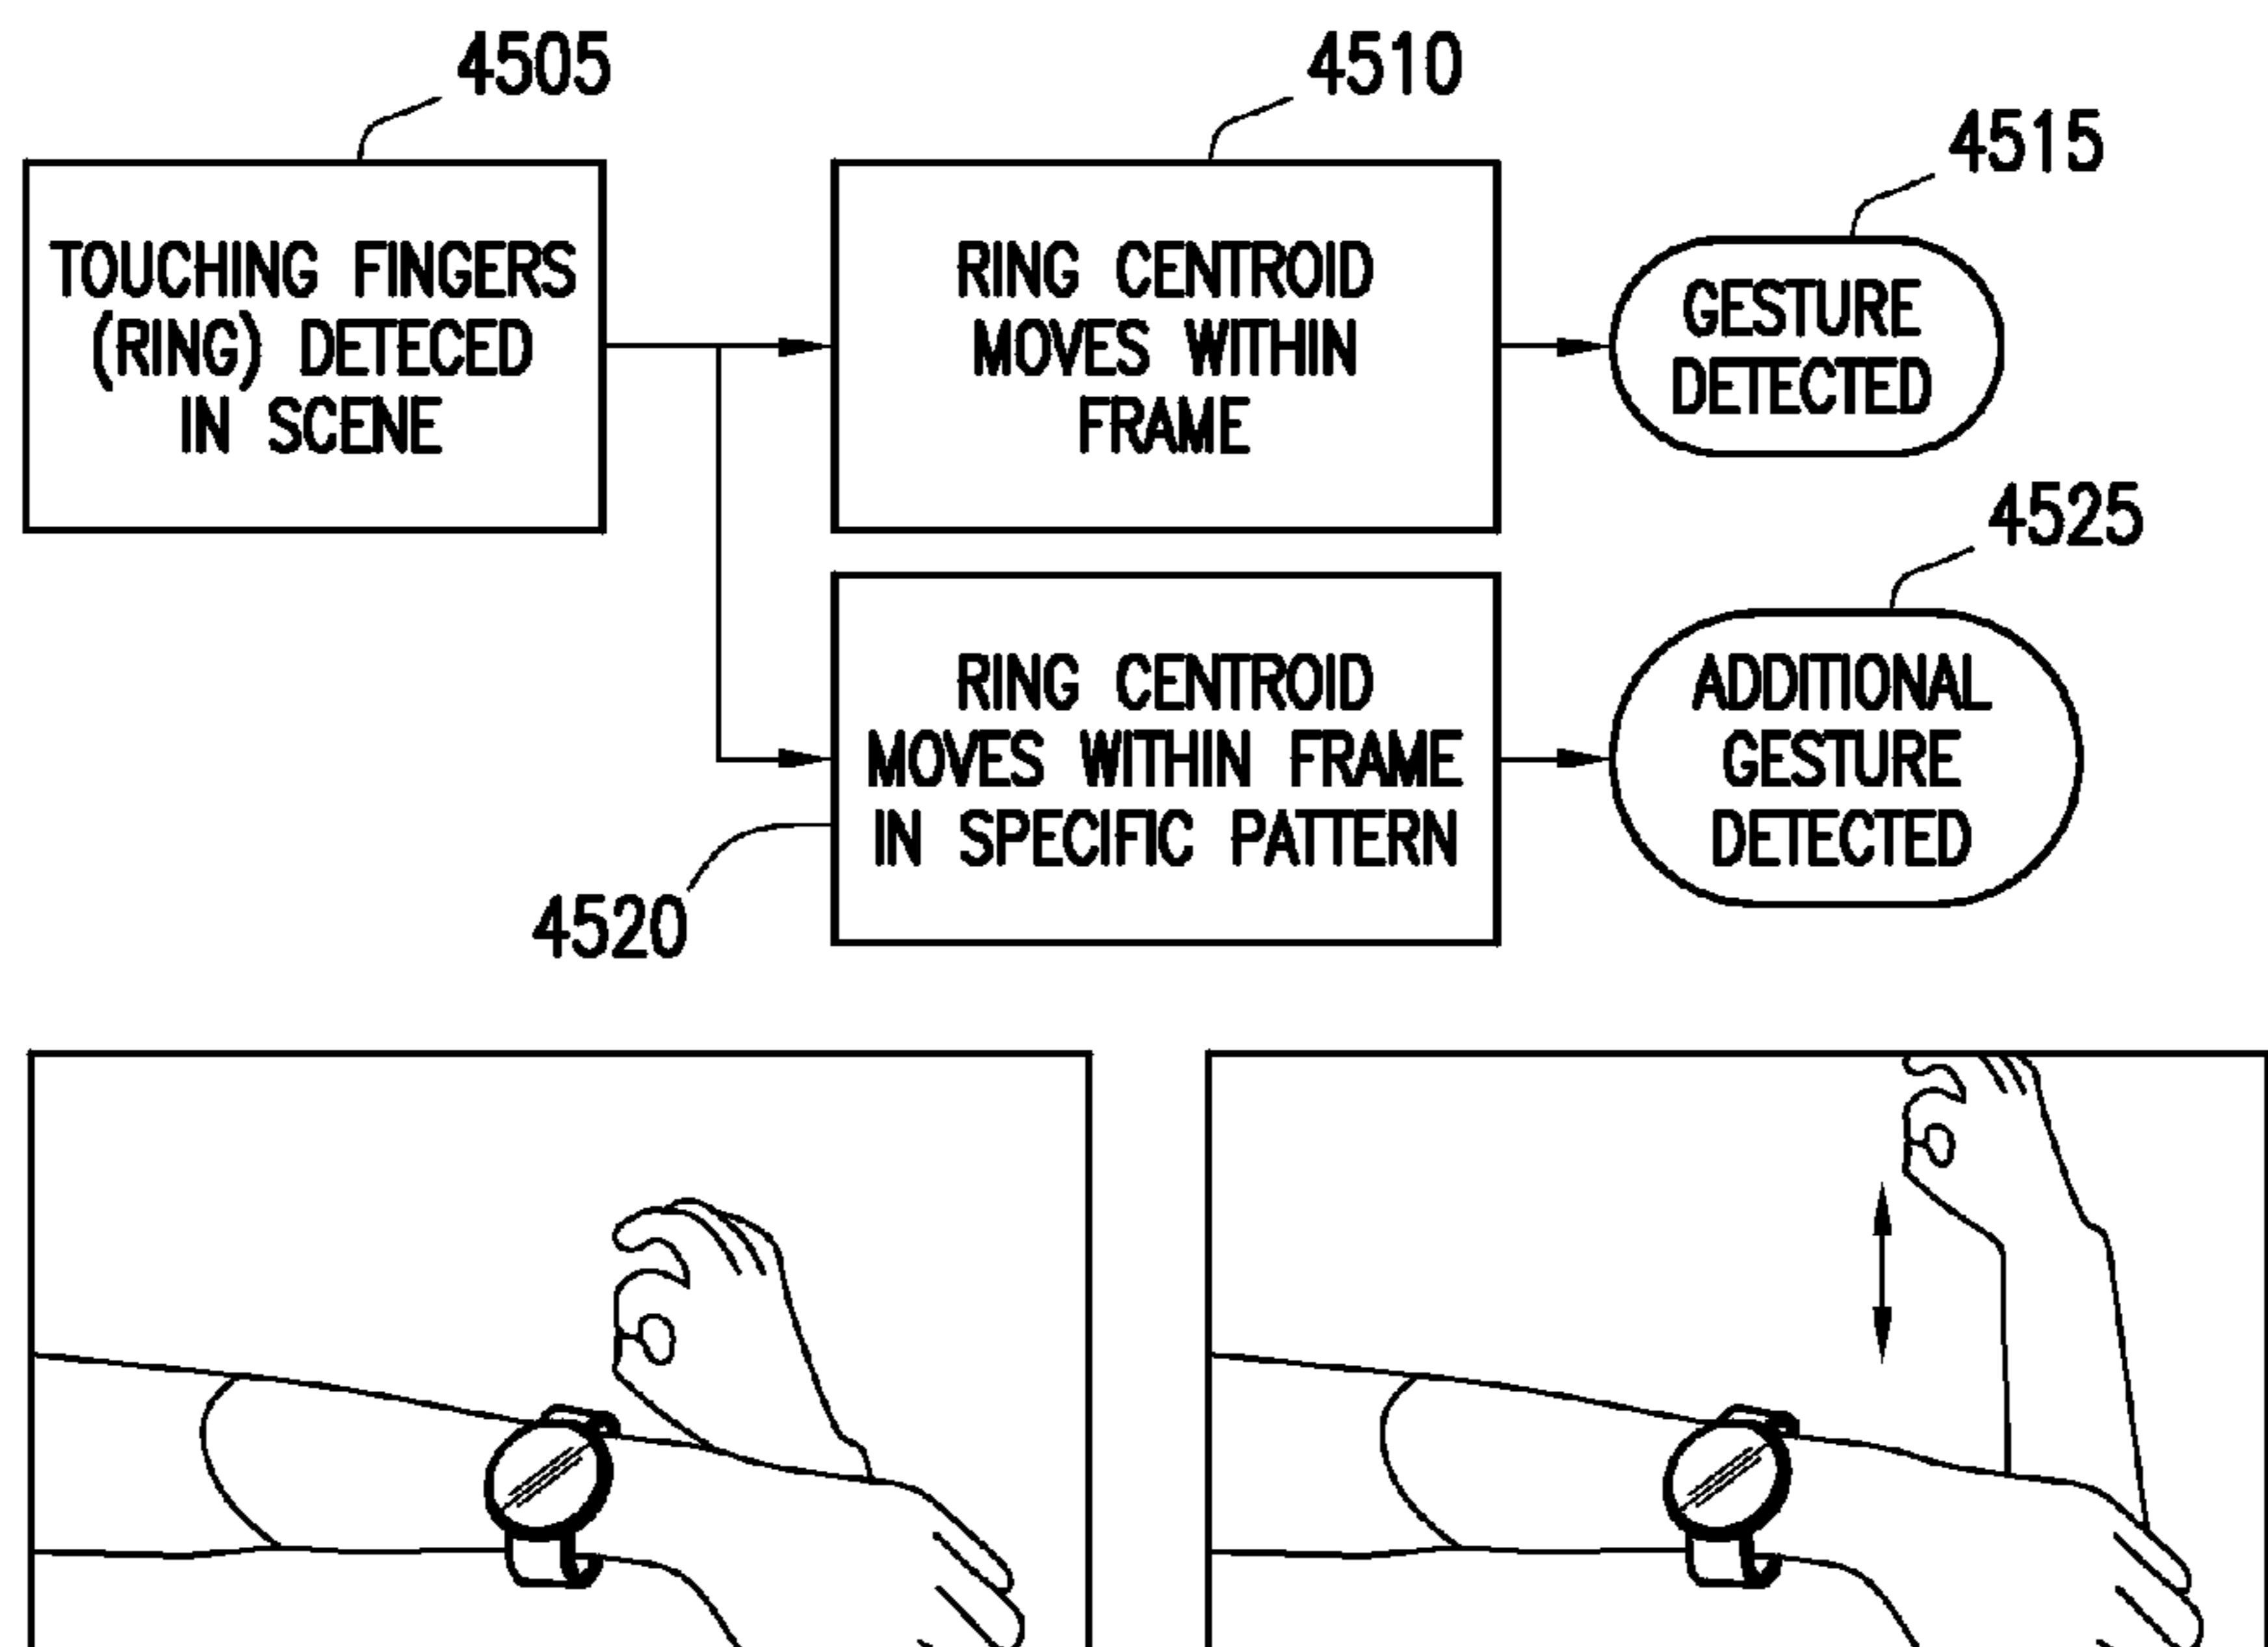 4505
4510
4515
TOUCHING FINGERS
(RING) DETECED
IN SCENE
RING CENTROID
MOVES WITHIN
FRAME
GESTURE
DETECTED
4525
RING CENTROID
MOVES WITHIN FRAME
IN SPECIFIC PATTERN
ADDITIONAL
GESTURE
DETECTED
4520